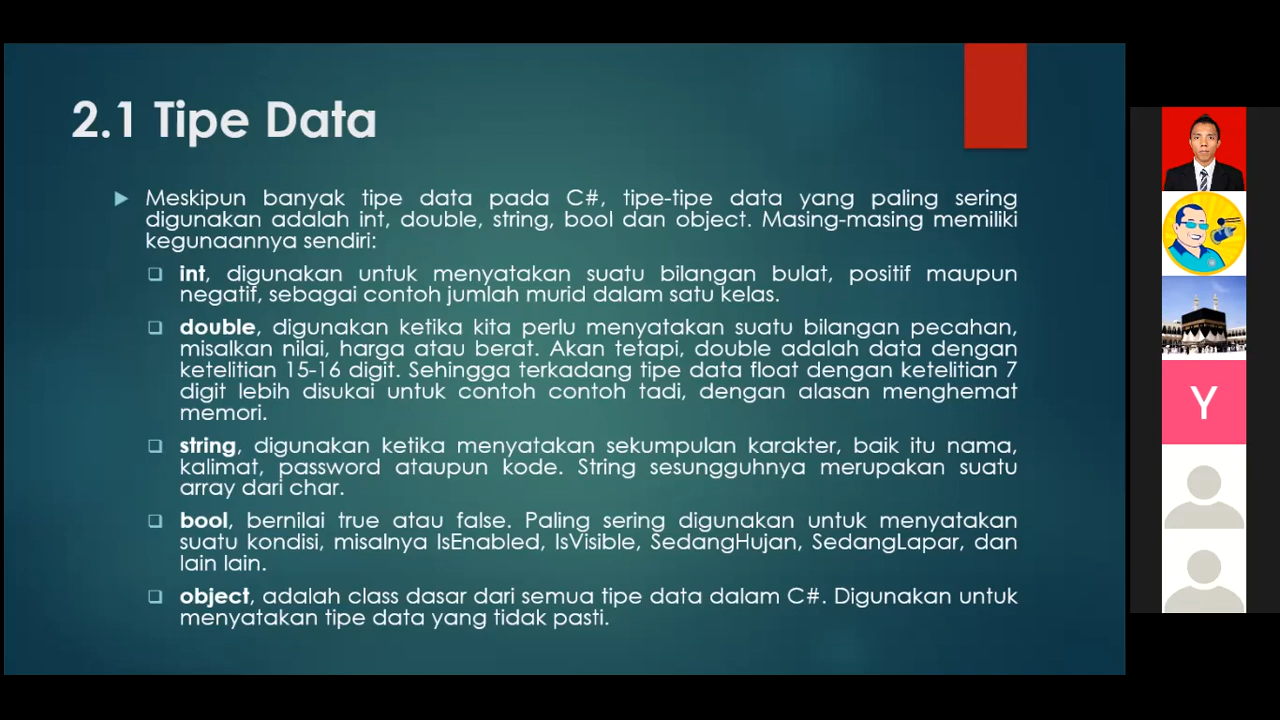 2.1 Tipe Data
Meskipun banyak tipe data pada C#, tipe-tipe data yang paling sering
digunakan adalah int, double, string, bool dan object. Masing-masing memiliki
kegunaannya sendiri:
int, digunakan untuk menyatakan suatu bilangan bulat, positif maupun
negatif, sebagai contoh jumlah murid dalam satu kelas.
double, digunakan ketika kita perlu menyatakan suatu bilangan pecahan,
misalkan nilai, harga atau berat. Akan tetapi, double adalah data dengan
ketelitian 15-16 digit. Sehingga terkadang tipe data float dengan ketelitian 7
digit lebih disukai untuk contoh contoh tadi, dengan alasan menghemat
memori.
string, digunakan ketika menyatakan sekumpulan karakter, baik itu nama,
kalimat, password ataupun kode. String sesungguhnya merupakan suatu
array dari char.
bool, bernilai true atau false. Paling sering digunakan untuk menyatakan
suatu kondisi, misalnya IsEnabled, IsVisible, SedangHujan, SedangLapar, dan
lain lain.
object, adalah class dasar dari semua tipe data dalam C#. Digunakan untuk
menyatakan tipe data yang tidak pasti.
Y